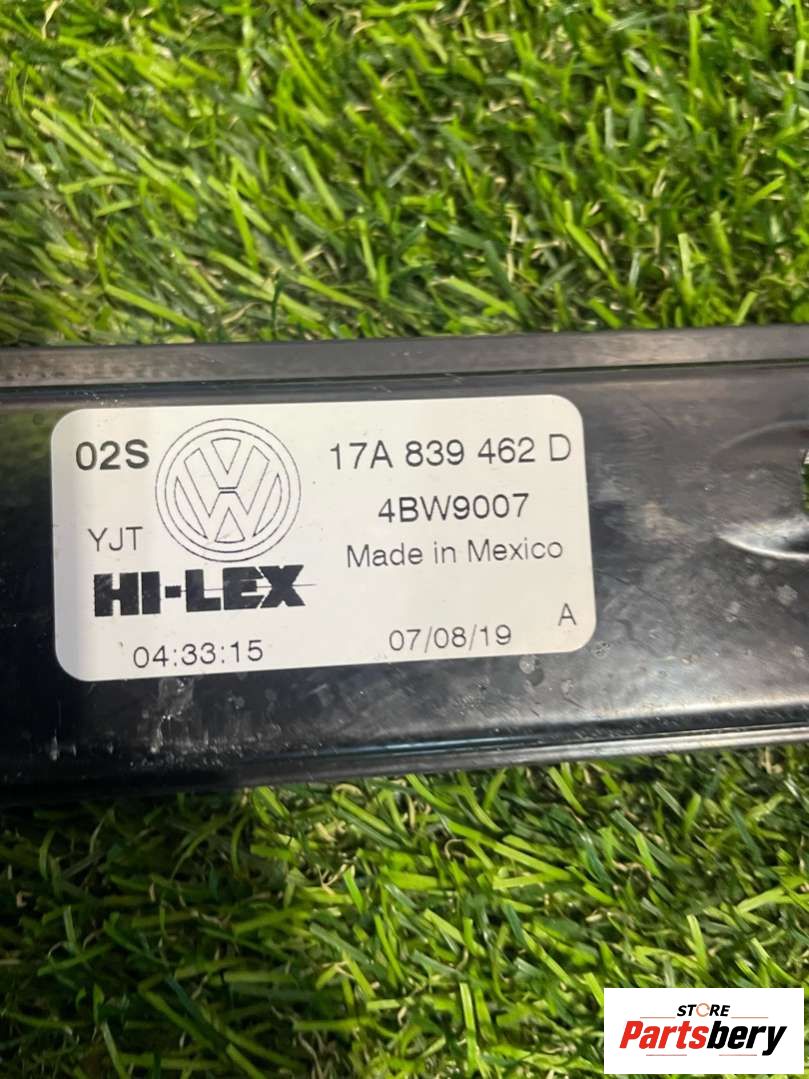 02S 17A 839 462 D
4BW9007
YJT Made in Mexico
HI-LEX
04:33:15 07/08/19 A
STORE
Partsbery